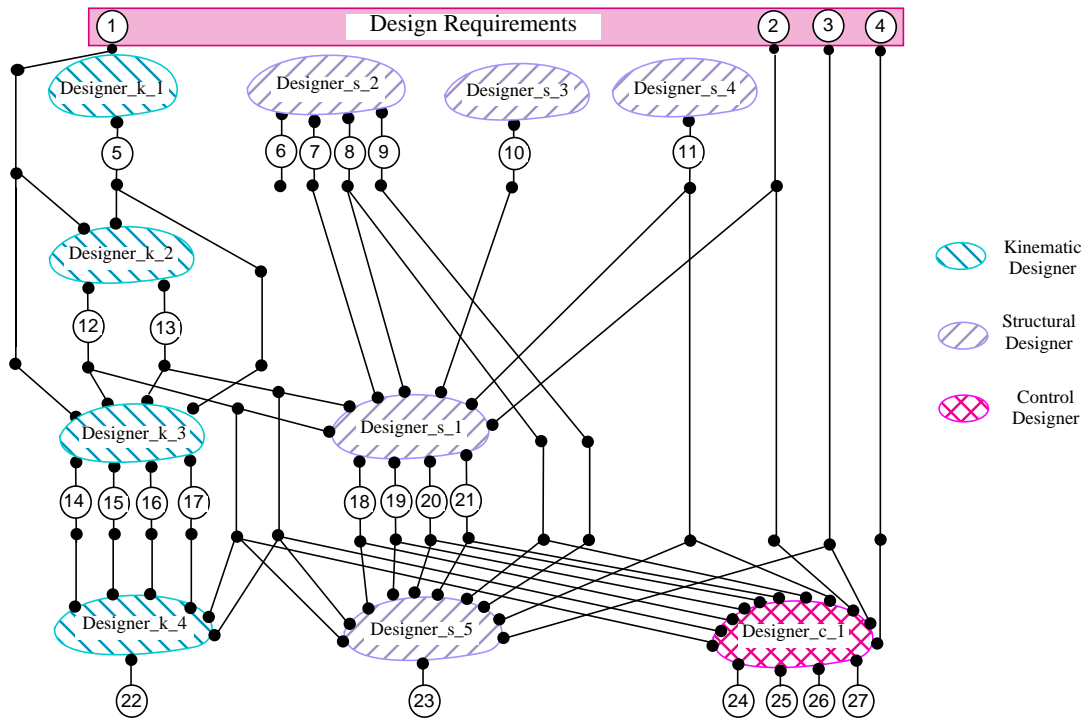 1 Design Requirements 2 3 4
Designer_k_1 Designer_s_2 Designer_s_3 Designer_s_4
5 6 7 8 9 10 11
Designer_k_2
Kinematic
Designer
12 13
Structural
Designer
Control
Designer
Designer_k_3 Designer_s_1
14 15 16 17 18 19 20 21
Designer_k_4 Designer_s_5 Designer_c_1
22 23 24 25 26 27